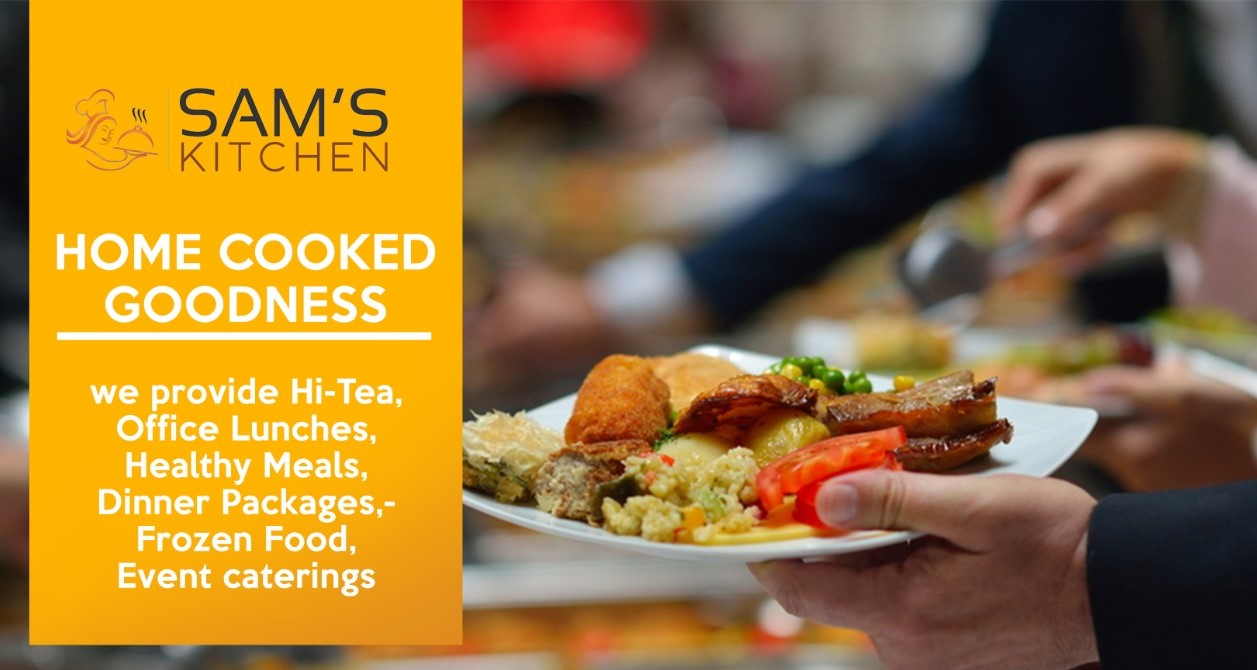 SAM'S
KITCHEN
HOME COOKED
GOODNESS
we provide Hi-Tea,
Office Lunches,
Healthy Meals,
Dinner Packages,-
Frozen Food,
Event caterings